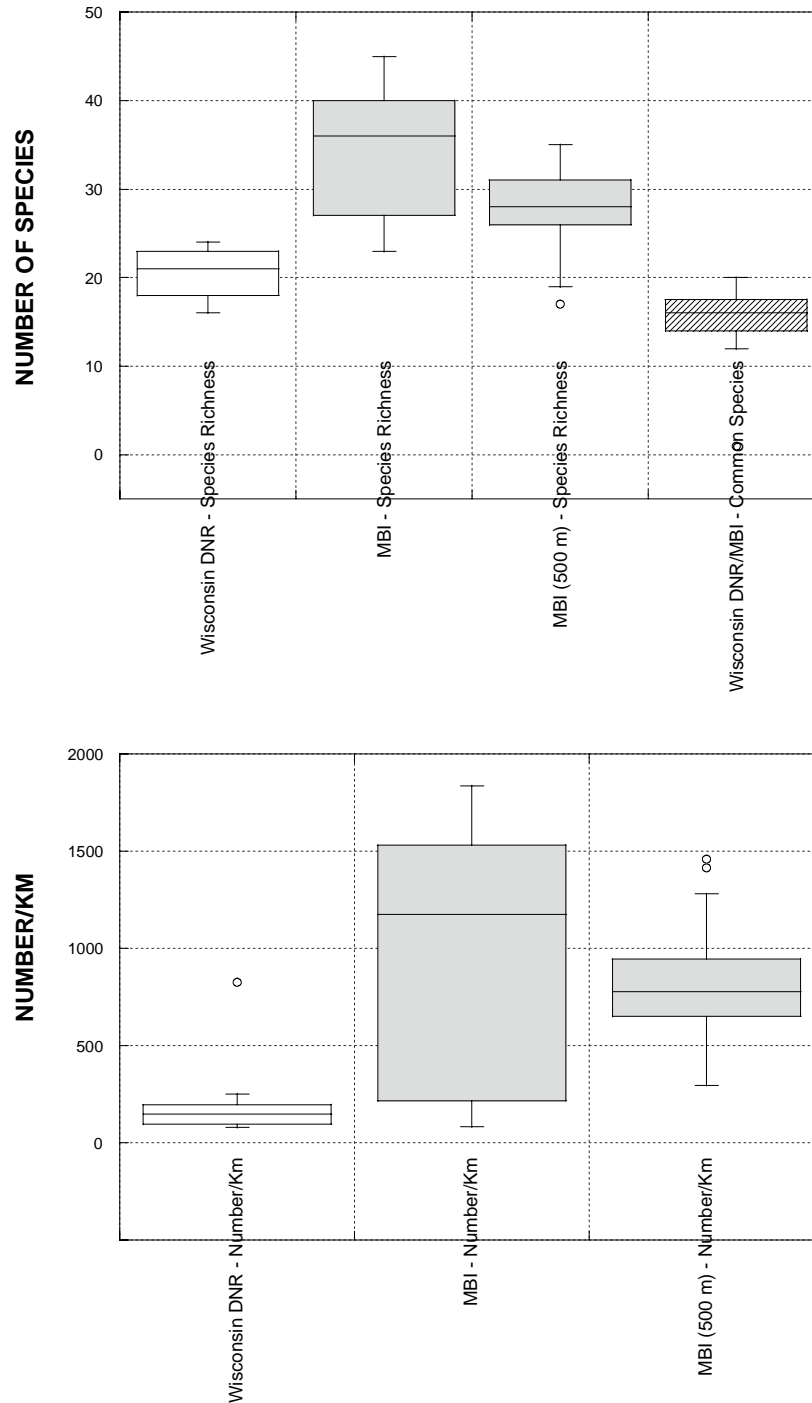 NUMBER OF SPECIES
50
40
30
20
10
0
Wisconsin DNR - Species Richness
MBI - Species Richness
MBI (500 m) - Species Richness
Wisconsin DNR/MBI - Common Species
NUMBER/KM
2000
1500
1000
500
0
Wisconsin DNR - Number/Km
MBI - Number/Km
MBI (500 m) - Number/Km